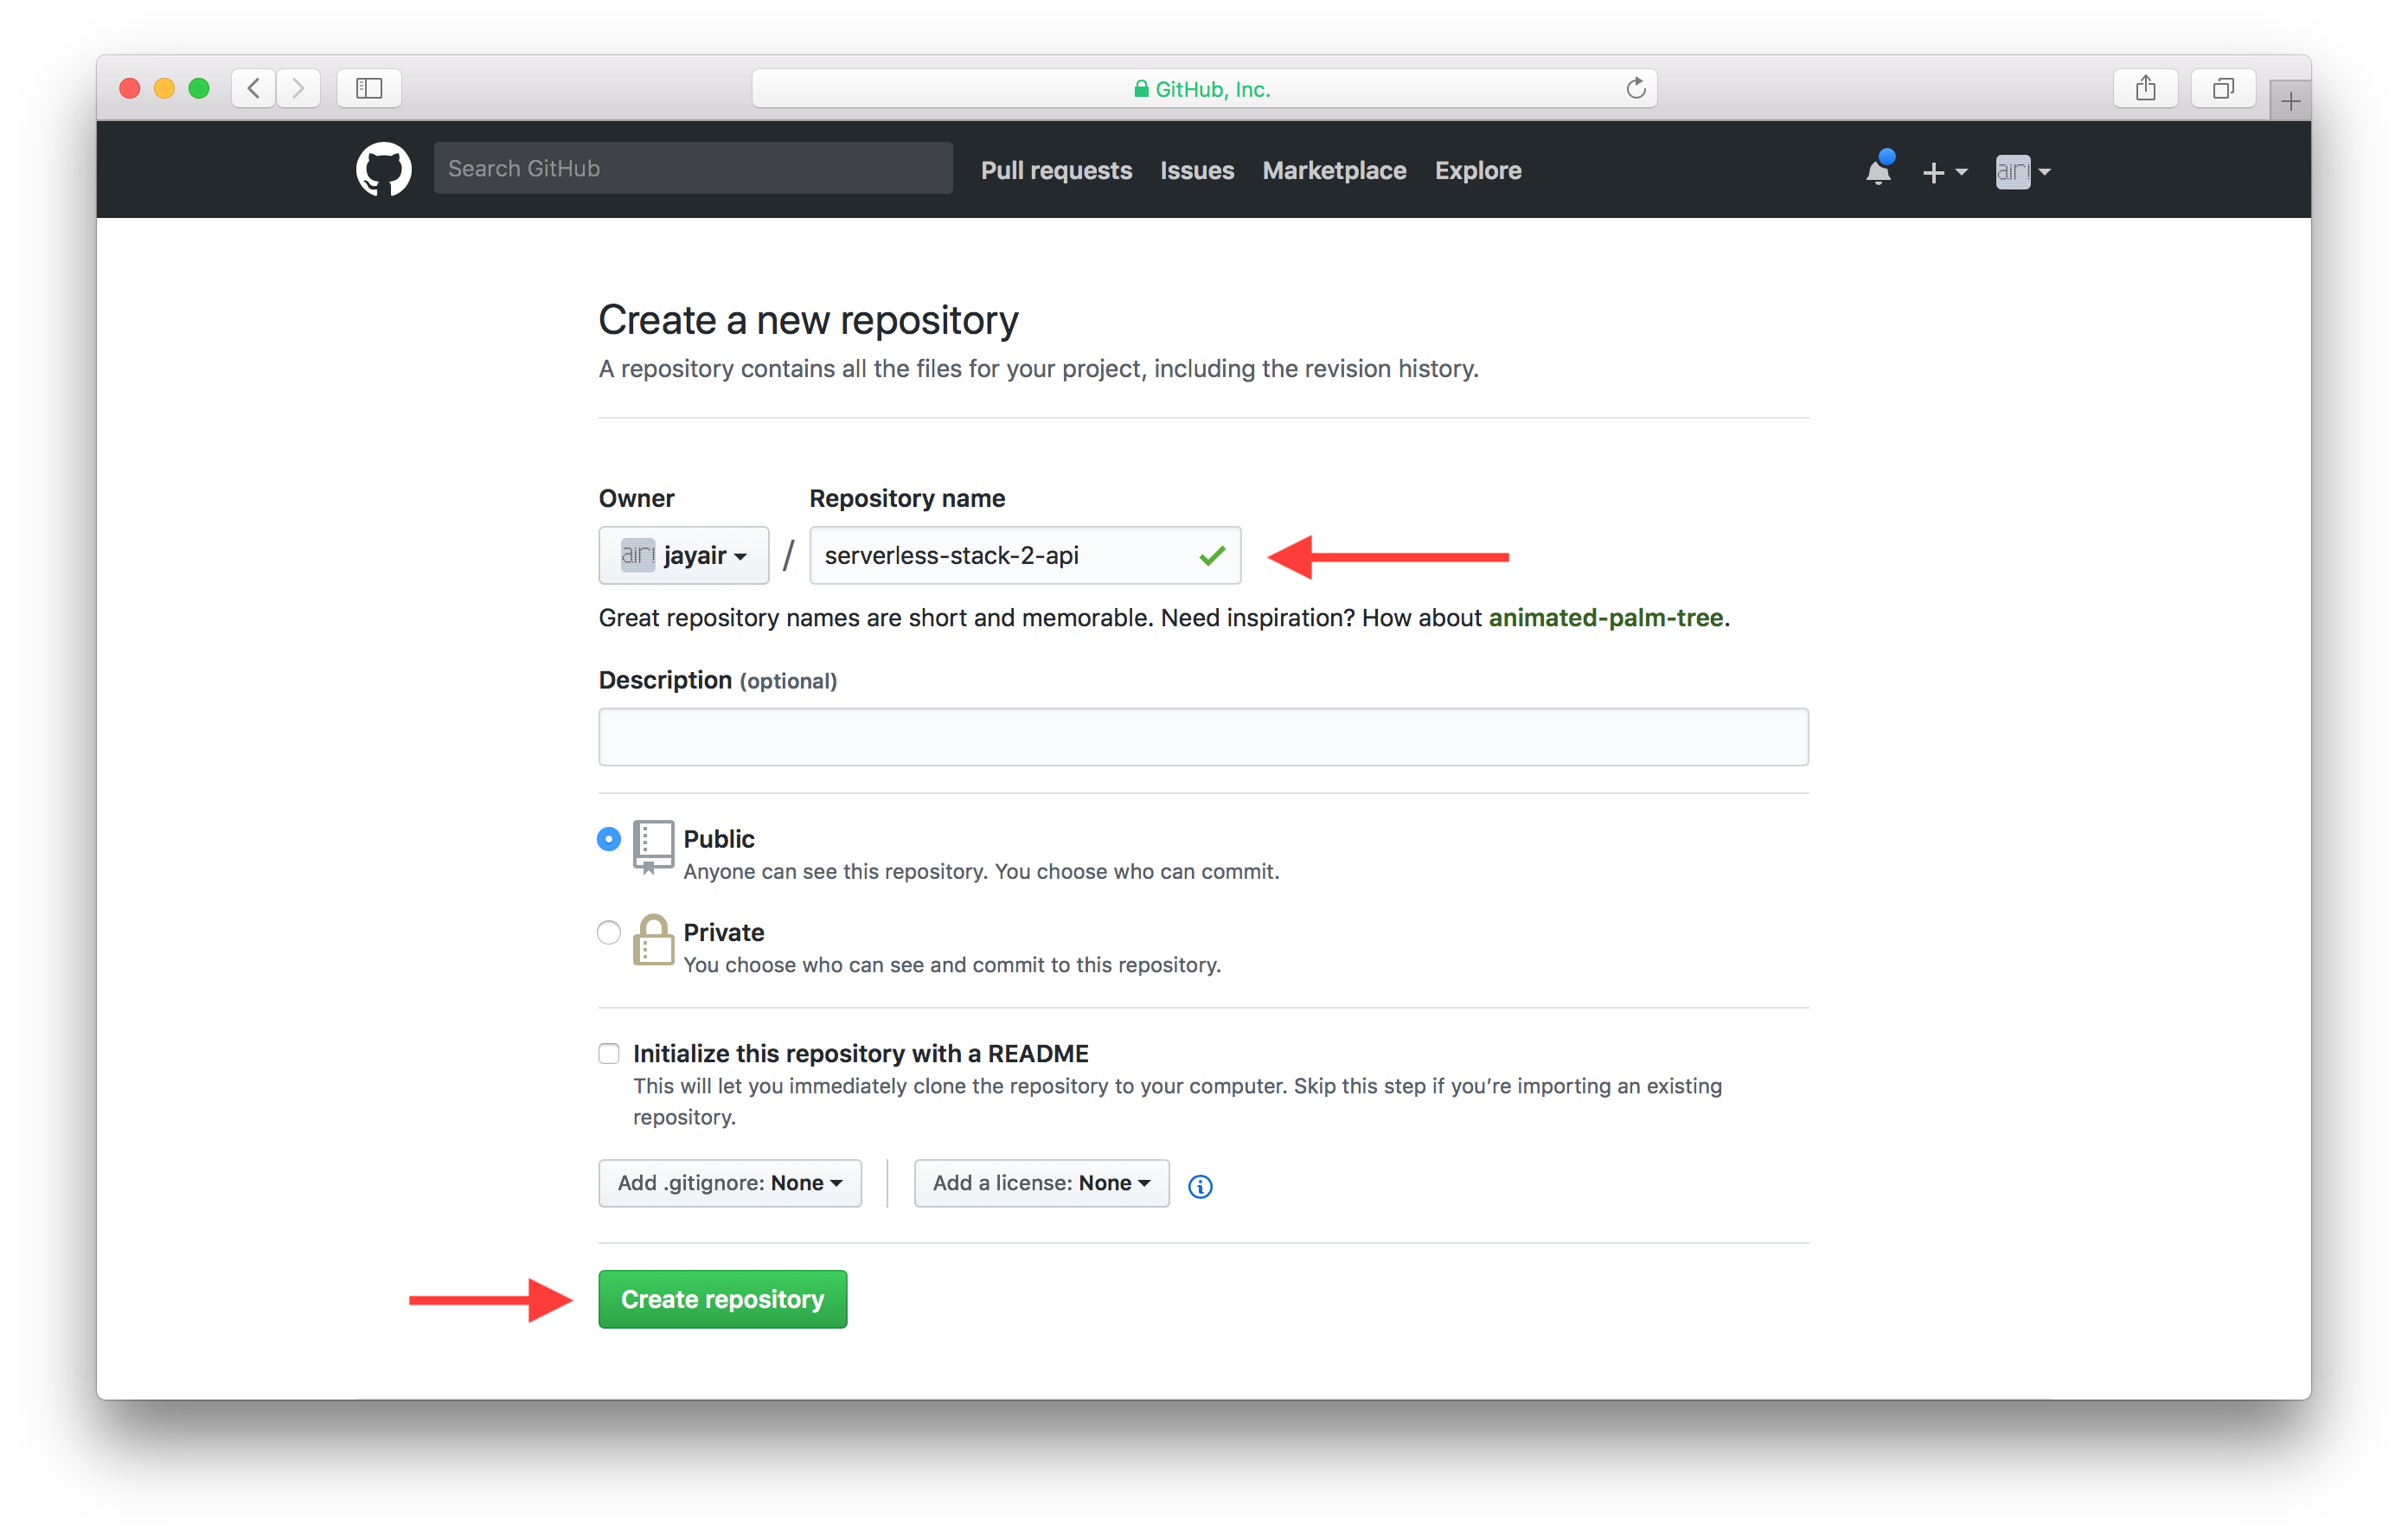 GitHub, Inc.
Search GitHub
Pull requests Issues Marketplace Explore
Create a new repository
A repository contains all the files for your project, including the revision history.
Owner Repository name
airi jayair / serverless-stack-2-api
Great repository names are short and memorable. Need inspiration? How about animated-palm-tree.
Description (optional)
Public
Anyone can see this repository. You choose who can commit.
Private
You choose who can see and commit to this repository.
Initialize this repository with a README
This will let you immediately clone the repository to your computer. Skip this step if you’re importing an existing
repository.
Add .gitignore: None Add a license: None
Create repository